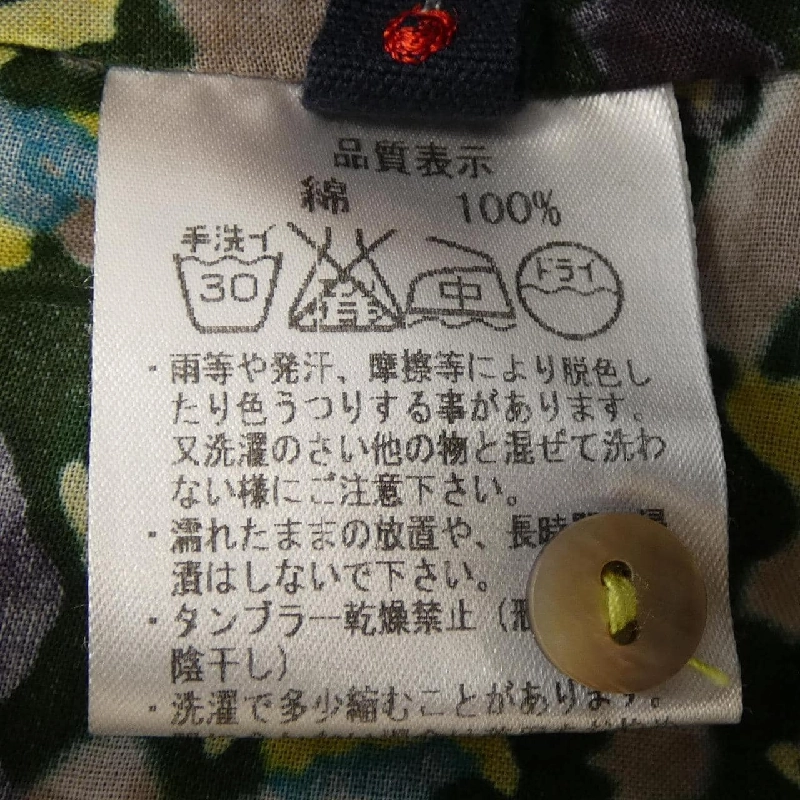 品質表示
綿 100%
手洗イ 30 中 ドライ
・雨等や発汗、摩擦等により脱色し
たり色うつりする事があります。
又洗濯のさい他の物と混ぜて洗わ
ない様にご注意下さい。
・濡れたままの放置や、長時
漬はしないで下さい。
・タンブラー乾燥禁止（
陰干し）
・洗濯で多少縮むことがあります。